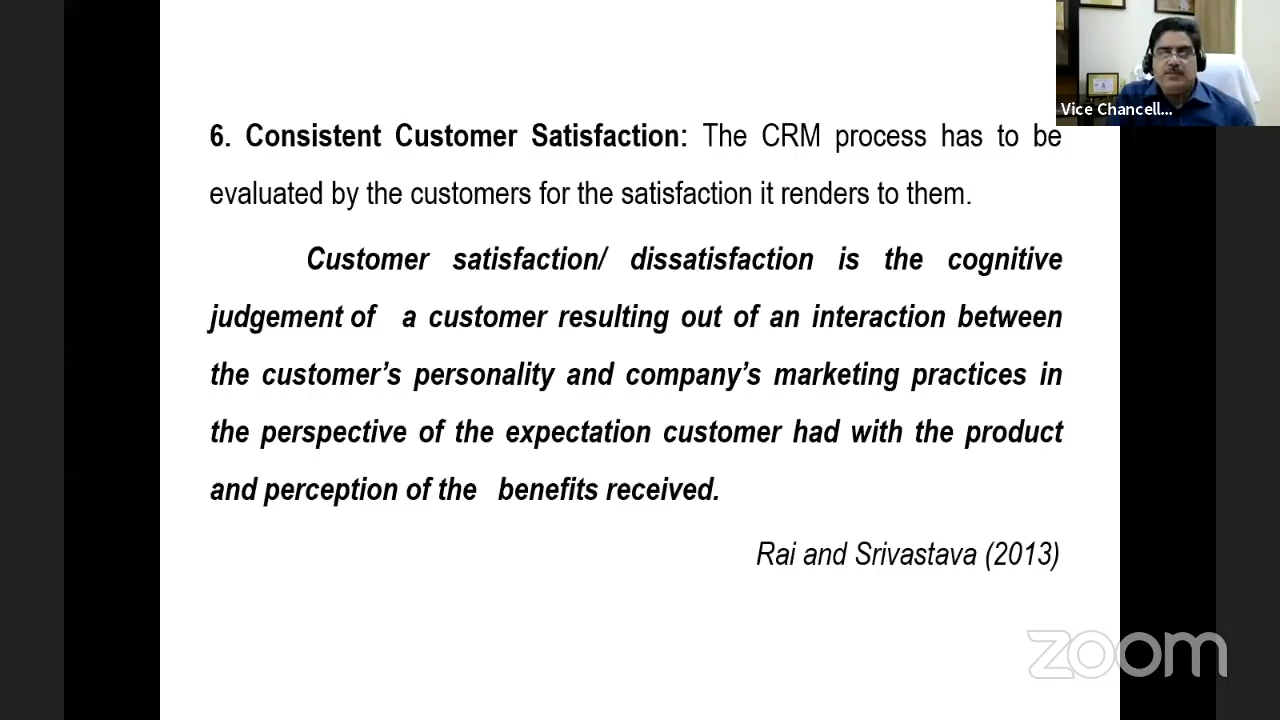 Vice Chancell...
6. Consistent Customer Satisfaction: The CRM process has to be
evaluated by the customers for the satisfaction it renders to them.
Customer satisfaction/ dissatisfaction is the cognitive
judgement of a customer resulting out of an interaction between
the customer's personality and company's marketing practices in
the perspective of the expectation customer had with the product
and perception of the benefits received.
Rai and Srivastava (2013)
zoom